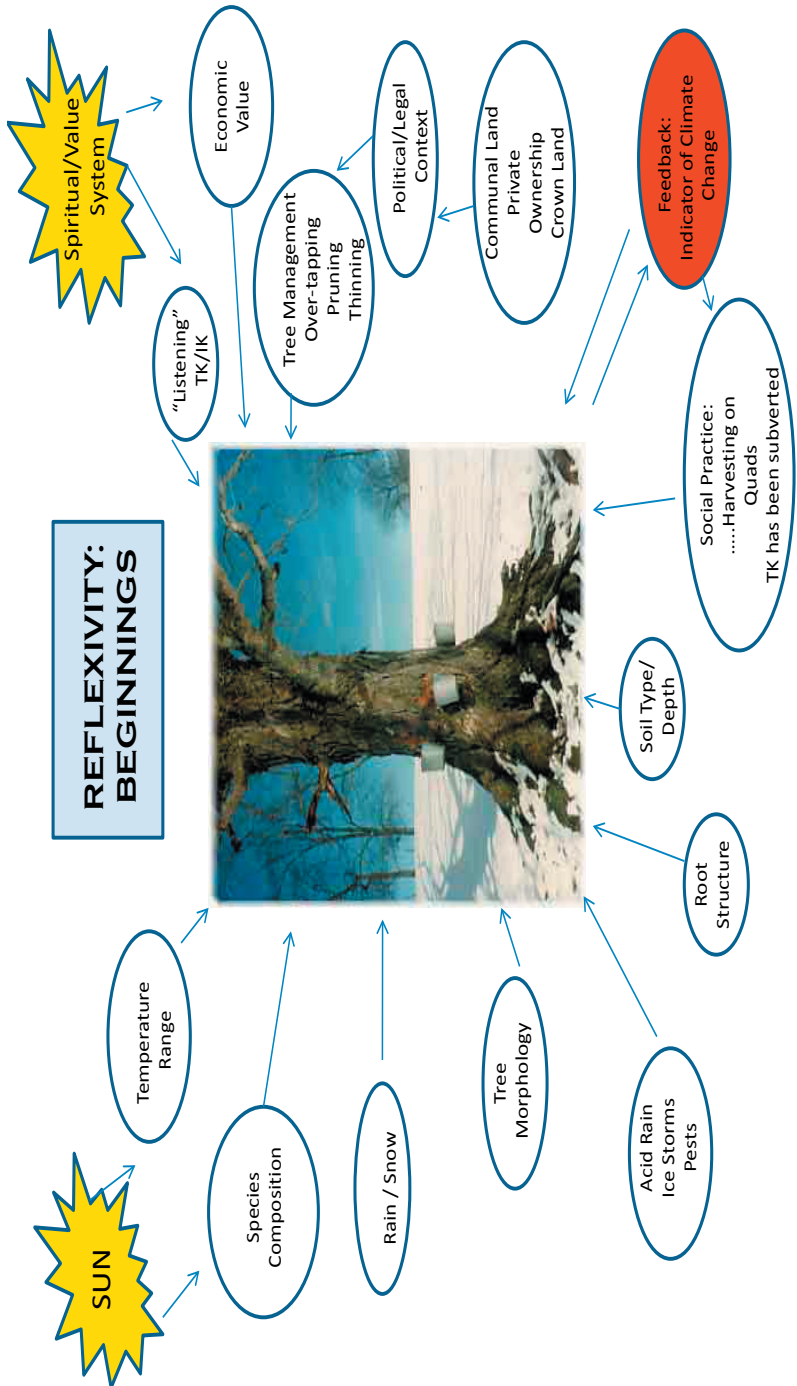 REFLEXIVITY:
BEGINNINGS
SUN
Temperature
Range
Species
Composition
Rain / Snow
Tree
Morphology
Acid Rain
Ice Storms
Pests
Root
Structure
Soil Type/
Depth
Spiritual/Value
System
"Listening"
TK/IK
Economic
Value
Tree Management
Over-tapping
Pruning
Thinning
Political/Legal
Context
Communal Land
Private
Ownership
Crown Land
Feedback:
Indicator of Climate
Change
Social Practice:
.....Harvesting on
Quads
TK has been subverted